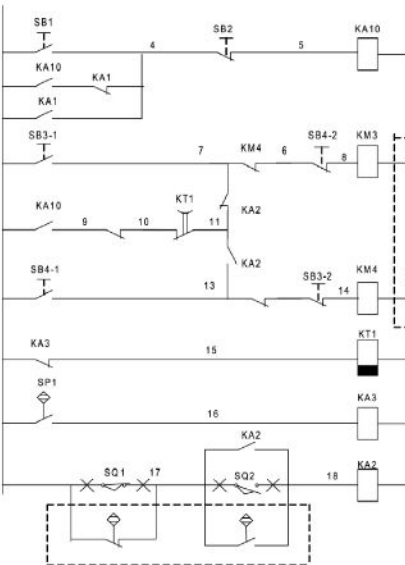 SB1 4 SB2 5 KA10
KA10 KA1
KA1
SB3-1 7 KM4 6 SB4-2 8 KM3
KA10 9 10 KT1 11 KA2
KA2
SB4-1 13 SB3-2 14 KM4
KA3 15 KT1
SP1 16 KA3
KA2
SQ1 17 SQ2 18 KA2